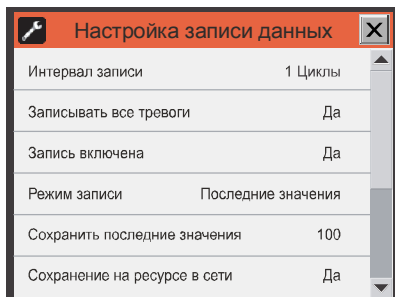 Настройка записи данных
Интервал записи 1 Циклы
Записывать все тревоги Да
Запись включена Да
Режим записи Последние значения
Сохранить последние значения 100
Сохранение на ресурсе в сети Да